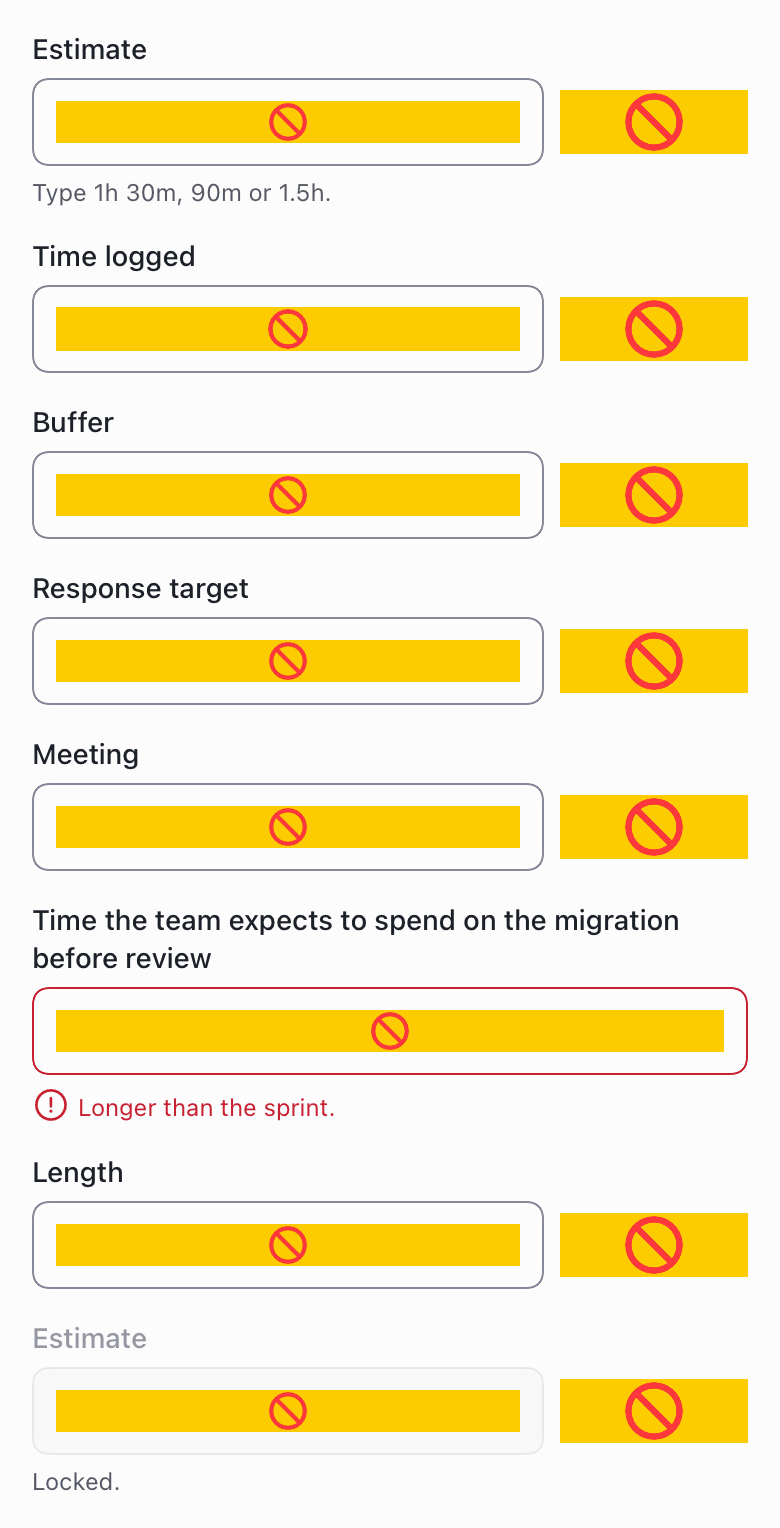 Estimate
Type 1h 30m, 90m or 1.5h.
Time logged
Buffer
Response target
Meeting
Time the team expects to spend on the migration
before review
Longer than the sprint.
Length
Estimate
Locked.